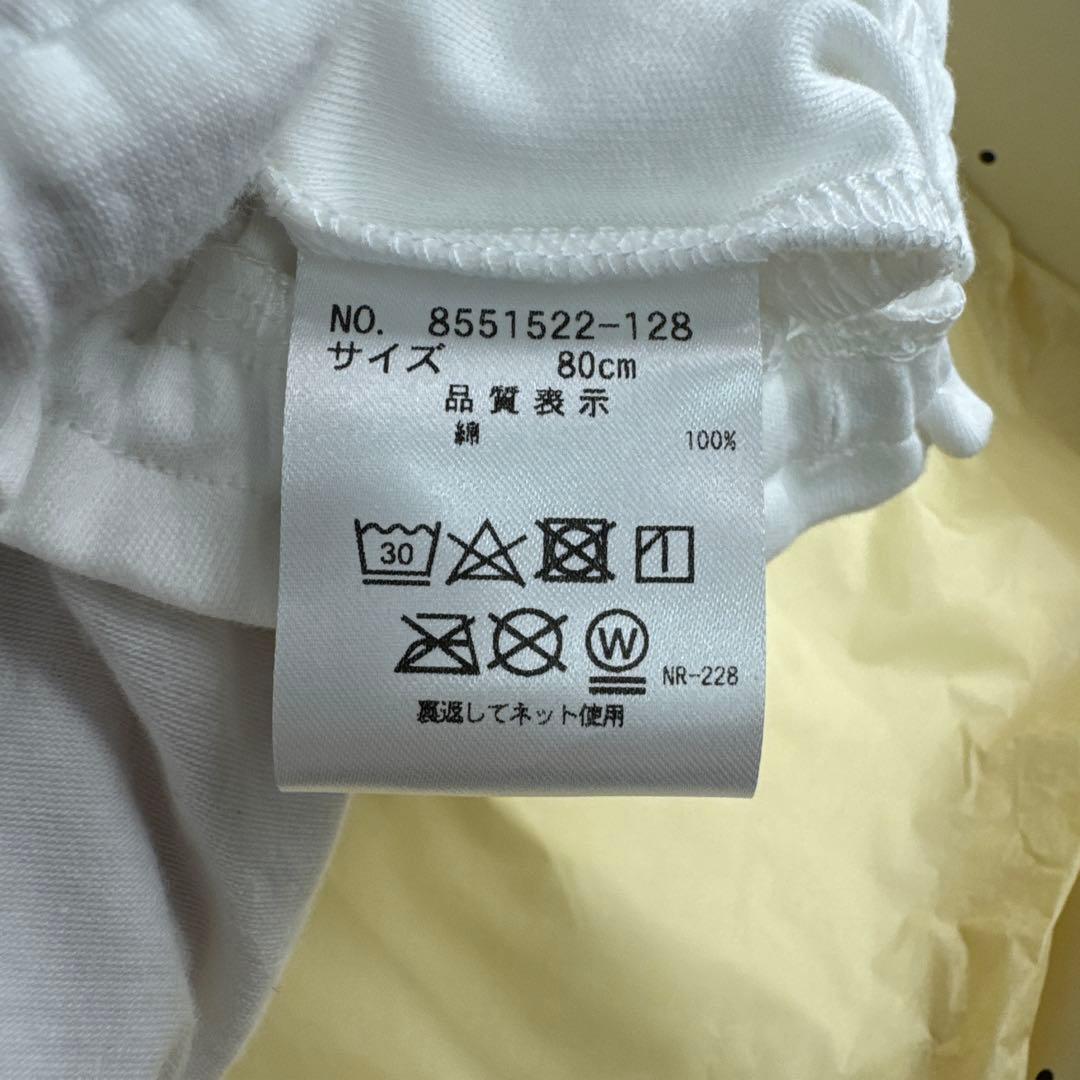 NO. 8551522-128
サイズ 80cm
品質表示
綿 100%
30
W
NR-228
裏返してネット使用